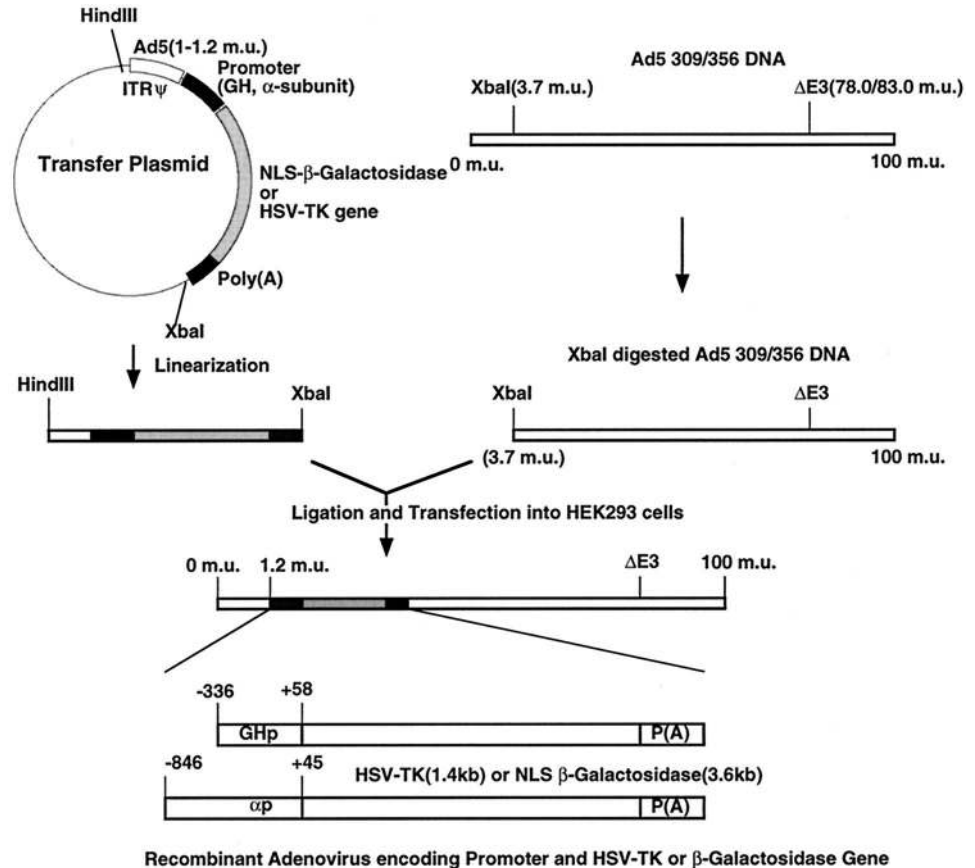 HindIII
Ad5(1-1.2 m.u.)
ITR ψ
Promoter
(GH, α-subunit)
Transfer Plasmid
NLS-β-Galactosidase
or
HSV-TK gene
Poly(A)
XbaI
Linearization
HindIII
XbaI
Ad5 309/356 DNA
XbaI(3.7 m.u.)
ΔE3(78.0/83.0 m.u.)
0 m.u.
100 m.u.
XbaI digested Ad5 309/356 DNA
XbaI
ΔE3
(3.7 m.u.)
100 m.u.
Ligation and Transfection into HEK293 cells
0 m.u.
1.2 m.u.
ΔE3
100 m.u.
-336
+58
GHp
P(A)
-846
+45
HSV-TK(1.4kb) or NLS β-Galactosidase(3.6kb)
αp
P(A)
Recombinant Adenovirus encoding Promoter and HSV-TK or β-Galactosidase Gene